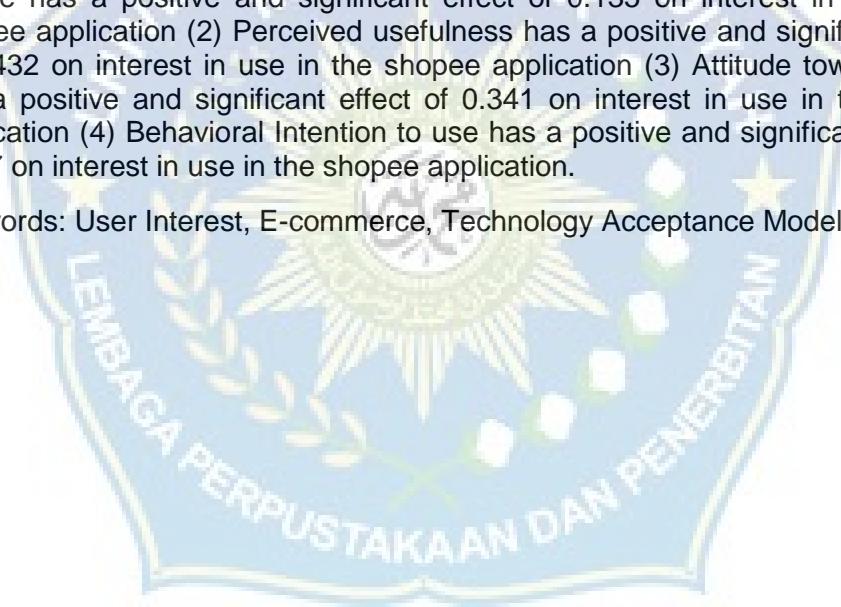 e has a positive and significant effect of 0.135 on interest in
ee application (2) Perceived usefulness has a positive and signif
432 on interest in use in the shopee application (3) Attitude tow
a positive and significant effect of 0.341 on interest in use in t
cation (4) Behavioral Intention to use has a positive and significa
on interest in use in the shopee application.
ords: User Interest, E-commerce, Technology Acceptance Model
LEMBAGA PERPUSTAKAAN DAN PENERBITAN